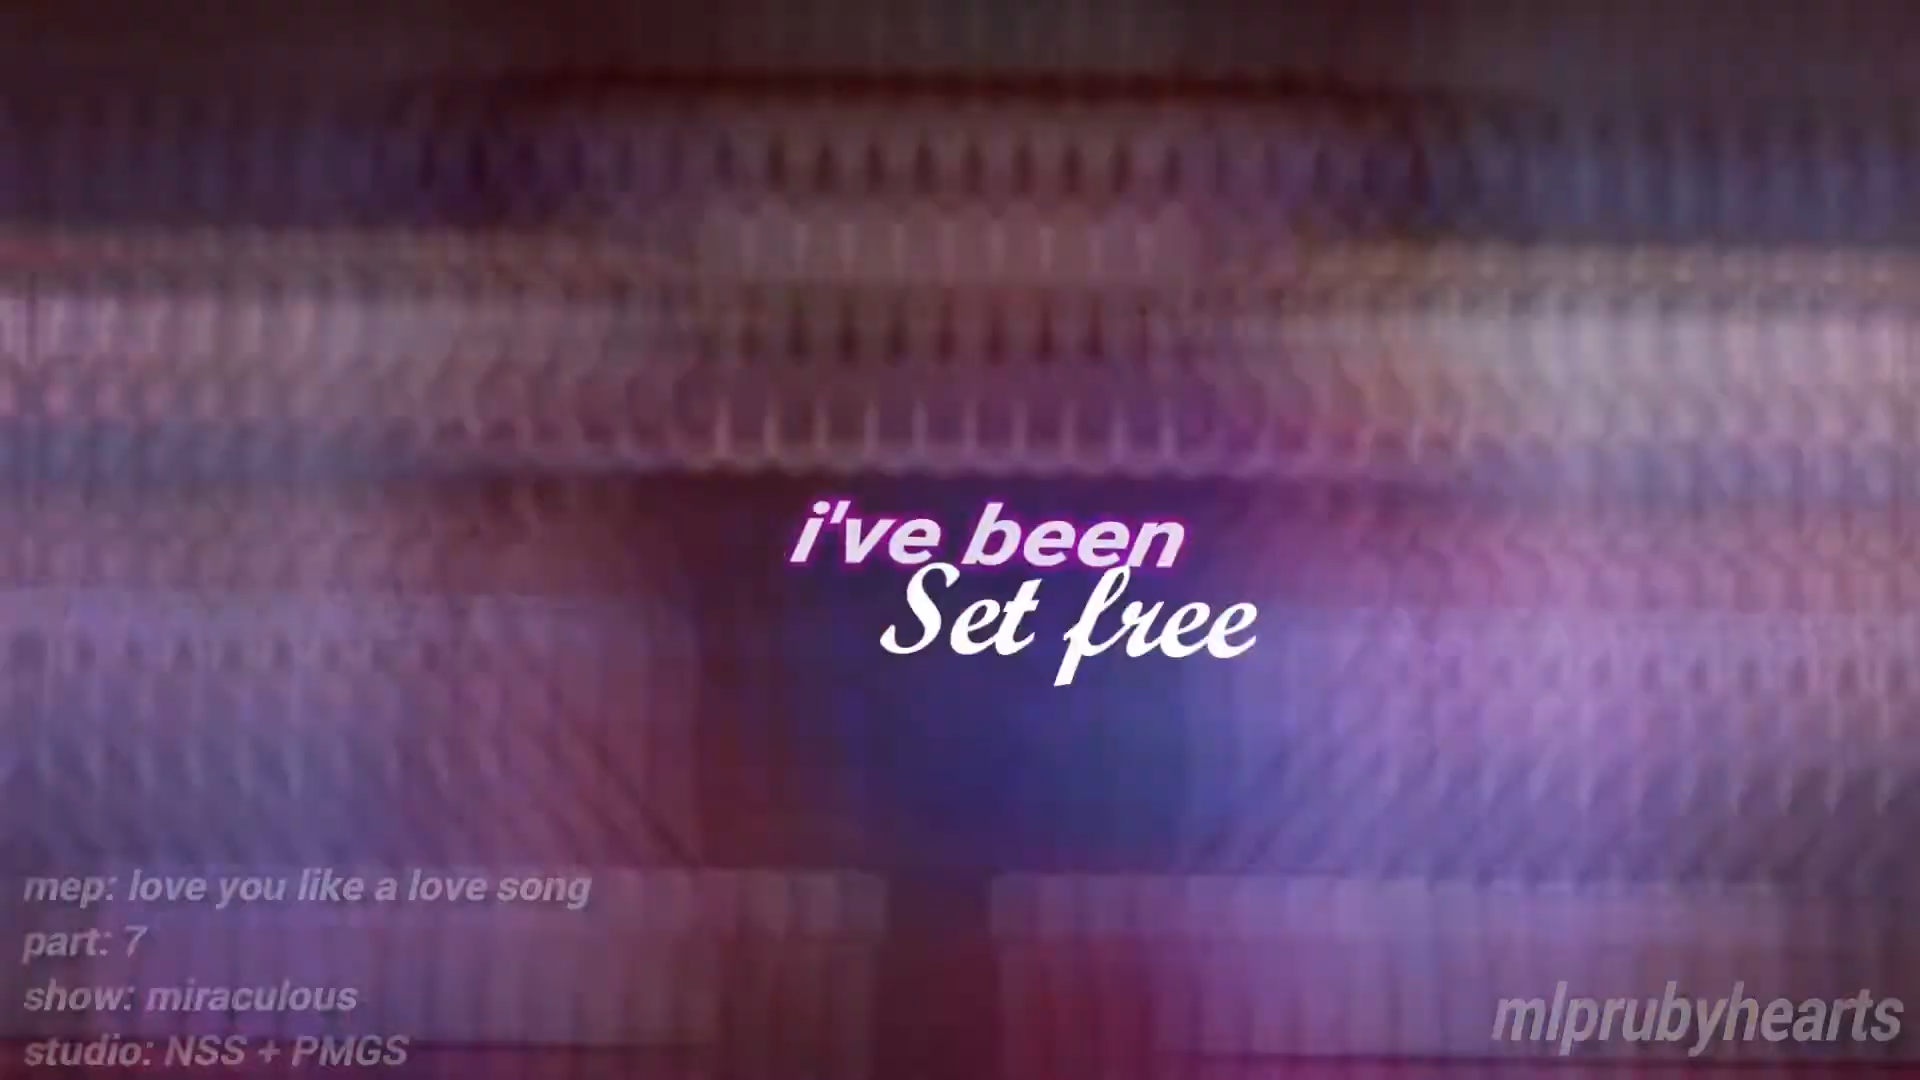 i've been
Set free
mep: love you like a love song
part: 7
show: miraculous
studio: NSS + PMGS
mlprubyhearts